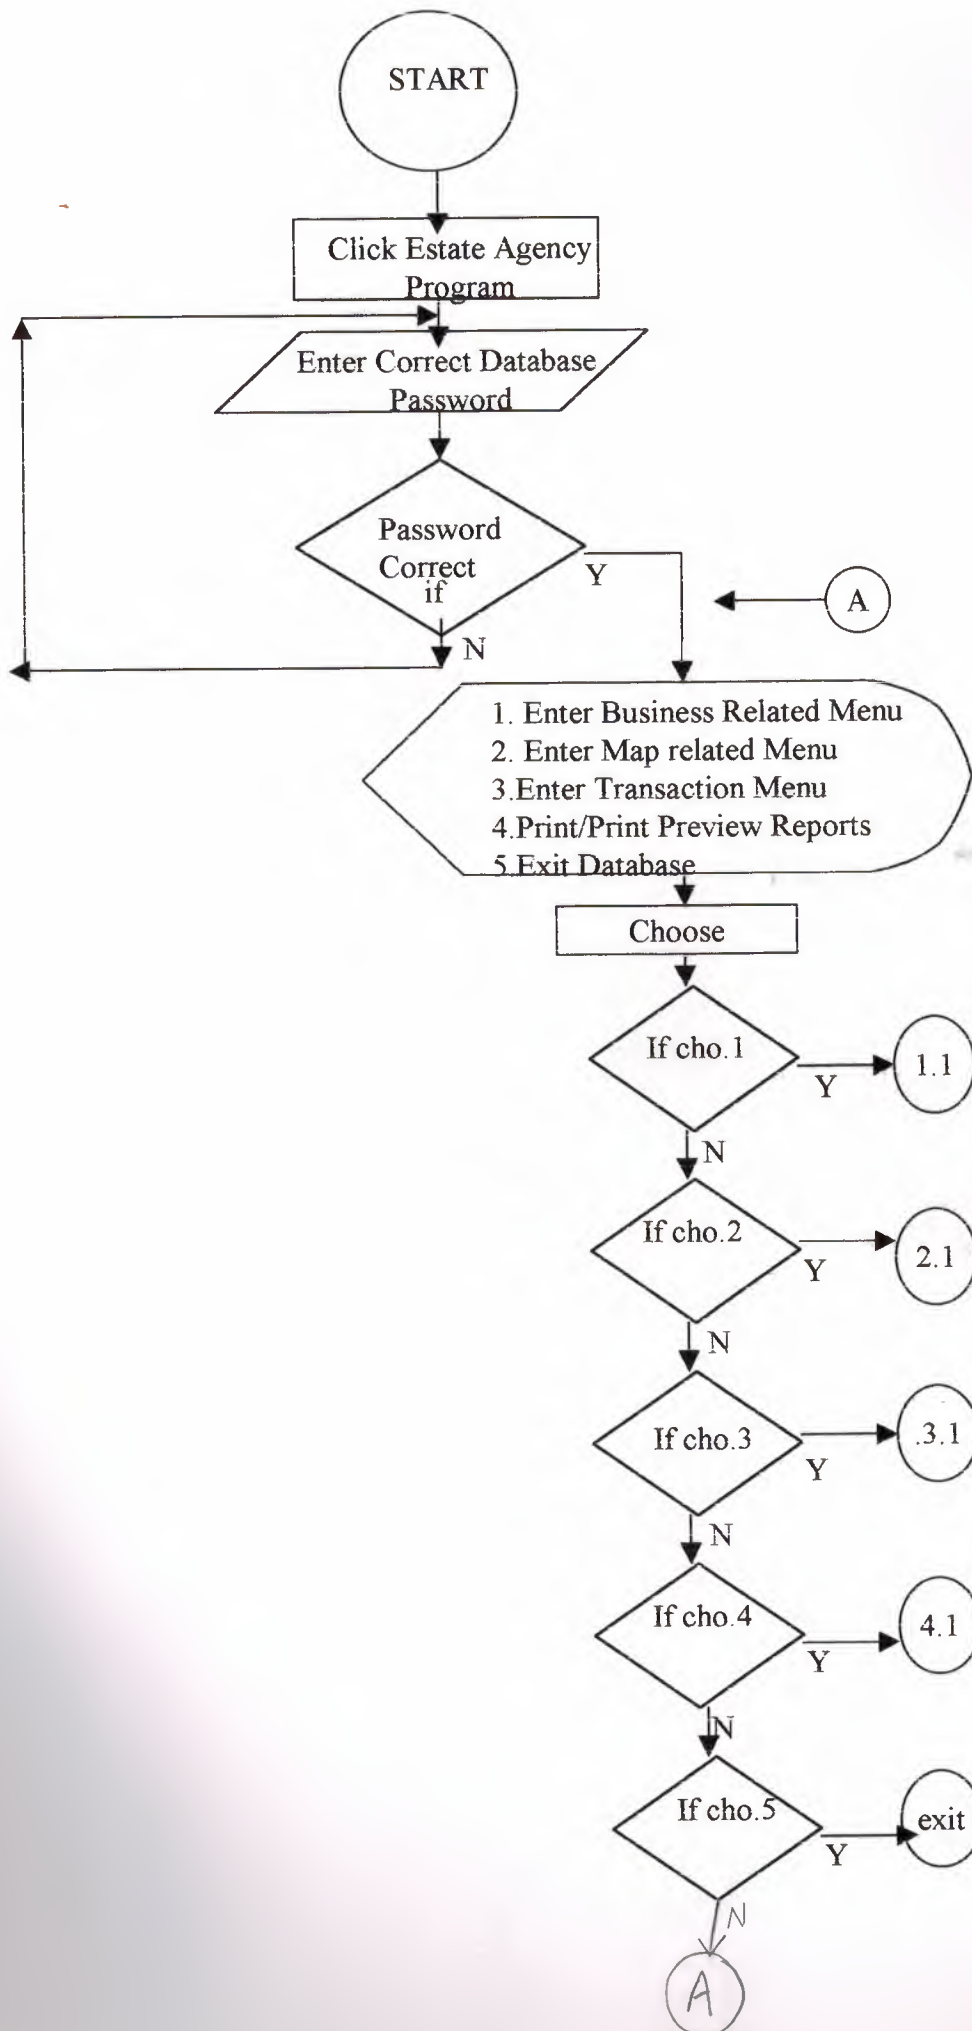 START
Click Estate Agency
Program
Enter Correct Database
Password
Password
Correct
if
Y
A
N
1. Enter Business Related Menu
2. Enter Map related Menu
3.Enter Transaction Menu
4.Print/Print Preview Reports
5.Exit Database
Choose
If cho.1
1.1
Y
N
If cho.2
2.1
Y
N
If cho.3
.3.1
Y
N
If cho.4
4.1
Y
N
If cho.5
exit
Y
N
A